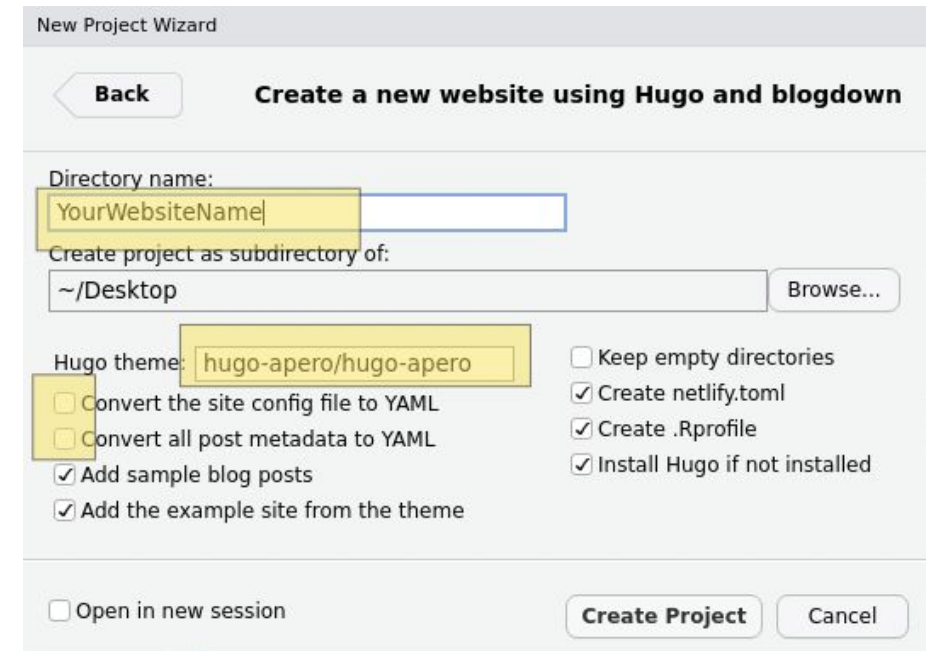 New Project Wizard
Back
Create a new website using Hugo and blogdown
Directory name:
YourWebsiteName
Create project as subdirectory of:
~/Desktop
Browse...
Hugo theme: hugo-apero/hugo-apero
Convert the site config file to YAML
Convert all post metadata to YAML
Add sample blog posts
Add the example site from the theme
Keep empty directories
Create netlify.toml
Create .Rprofile
Install Hugo if not installed
Open in new session
Create Project
Cancel